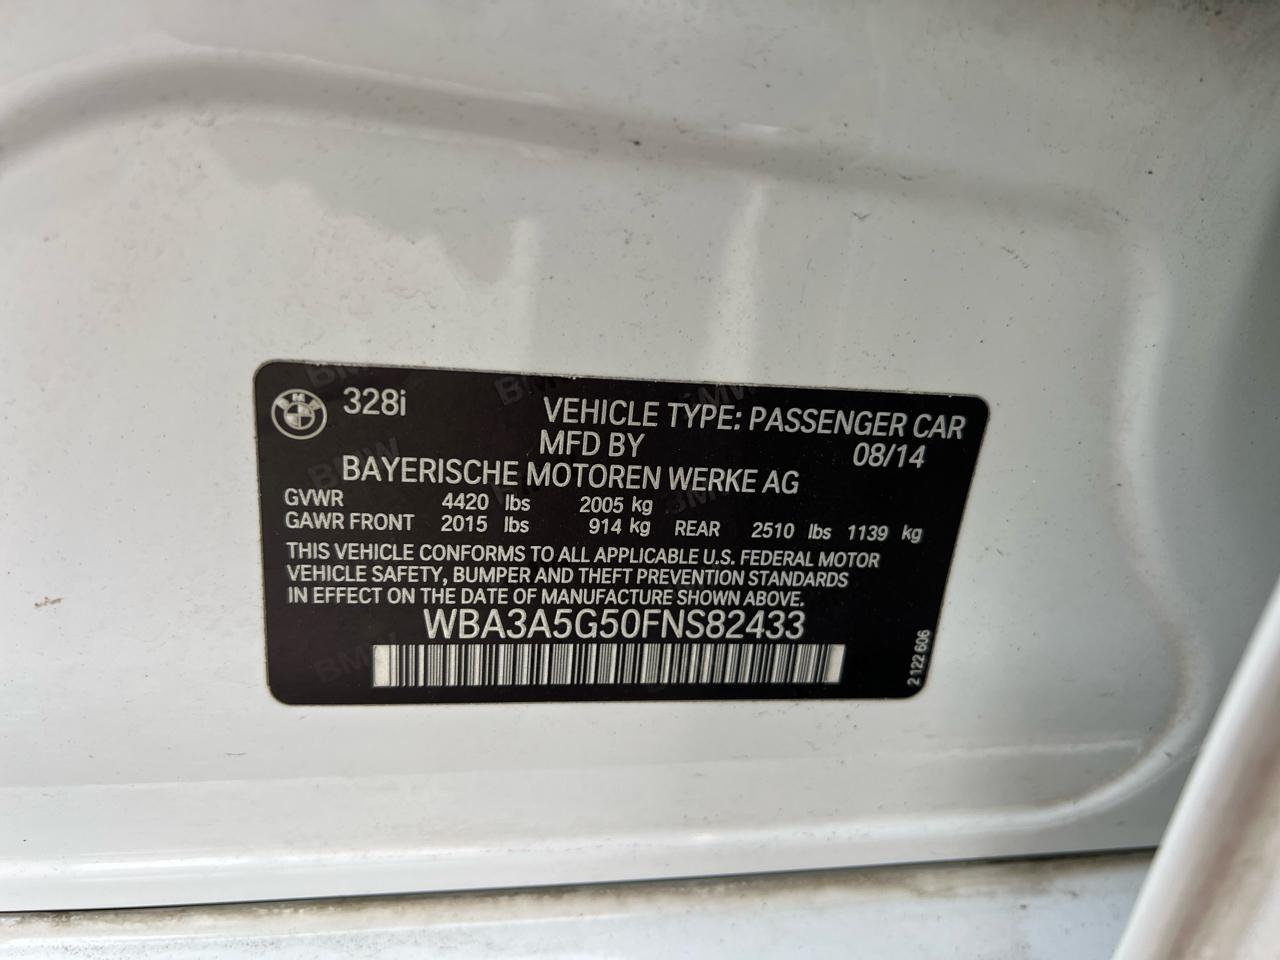 328i
VEHICLE TYPE: PASSENGER CAR
MFD BY 08/14
BAYERISCHE MOTOREN WERKE AG
GVWR 4420 lbs 2005 kg
GAWR FRONT 2015 lbs 914 kg REAR 2510 lbs 1139 kg
THIS VEHICLE CONFORMS TO ALL APPLICABLE U.S. FEDERAL MOTOR
VEHICLE SAFETY, BUMPER AND THEFT PREVENTION STANDARDS
IN EFFECT ON THE DATE OF MANUFACTURE SHOWN ABOVE.
WBA3A5G50FNS82433
2 122 606